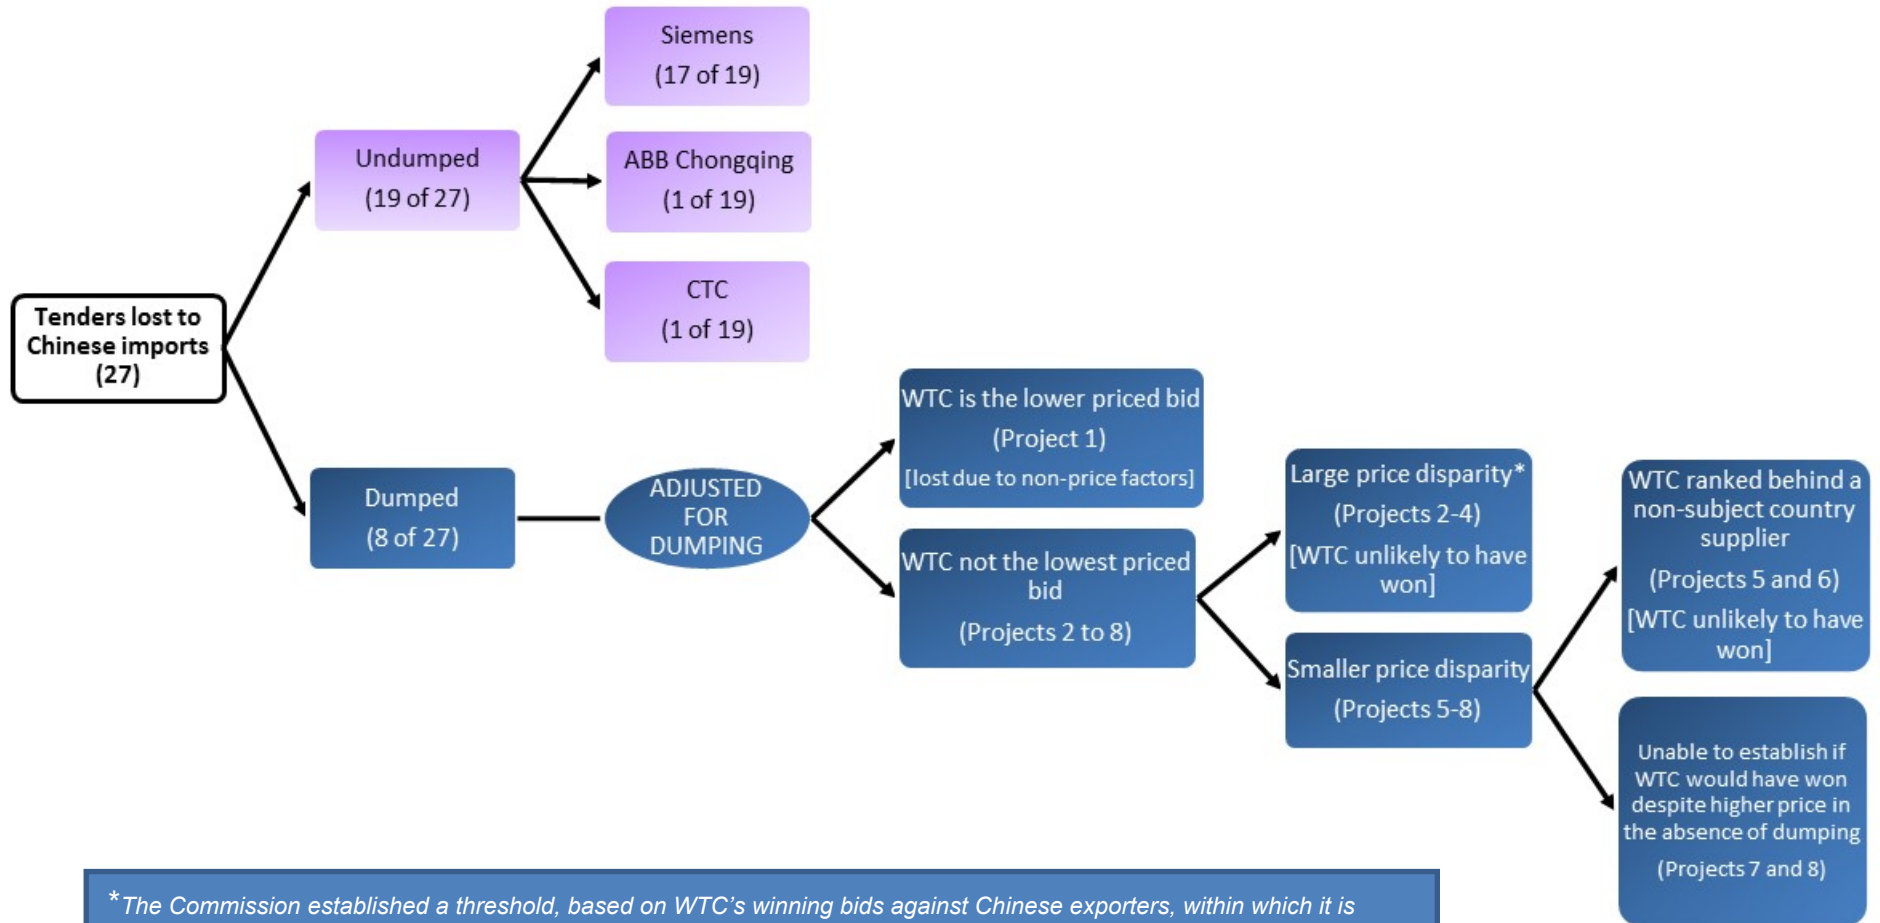 Siemens
(17 of 19)
Undumped
(19 of 27)
ABB Chongqing
(1 of 19)
CTC
(1 of 19)
Tenders lost to
Chinese imports
(27)
Dumped
(8 of 27)
ADJUSTED
FOR
DUMPING
WTC is the lower priced bid
(Project 1)
[lost due to non-price factors]
WTC not the lowest priced
bid
(Projects 2 to 8)
Large price disparity*
(Projects 2-4)
[WTC unlikely to have
won]
Smaller price disparity
(Projects 5-8)
WTC ranked behind a
non-subject country
supplier
(Projects 5 and 6)
[WTC unlikely to have
won]
Unable to establish if
WTC would have won
despite higher price in
the absence of dumping
(Projects 7 and 8)
*The Commission established a threshold, based on WTC's winning bids against Chinese exporters, within which it is